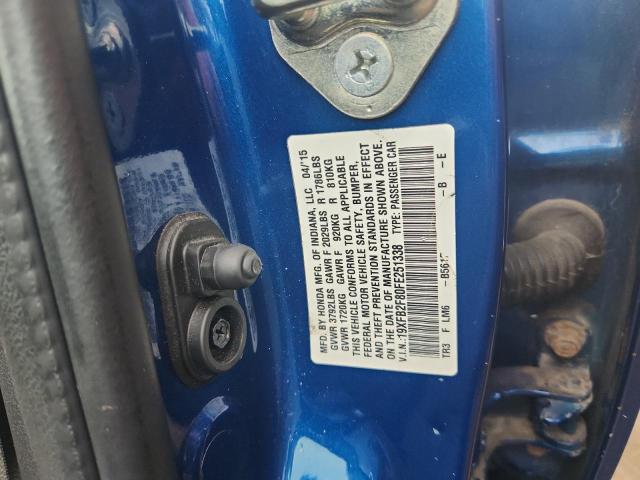 MFD. BY HONDA MFG. OF INDIANA, LLC 04/15
GVWR 3792LBS GAWR F 2029LBS R 1786LBS
GVWR 1720KG GAWR F 920KG R 810KG
THIS VEHICLE CONFORMS TO ALL APPLICABLE
FEDERAL MOTOR VEHICLE SAFETY, BUMPER,
AND THEFT PREVENTION STANDARDS IN EFFECT
ON THE DATE OF MANUFACTURE SHOWN ABOVE.
V.I.N.: 19XFB2F80FE251338 TYPE: PASSENGER CAR
TR3 F LM6 - B561 - B - E